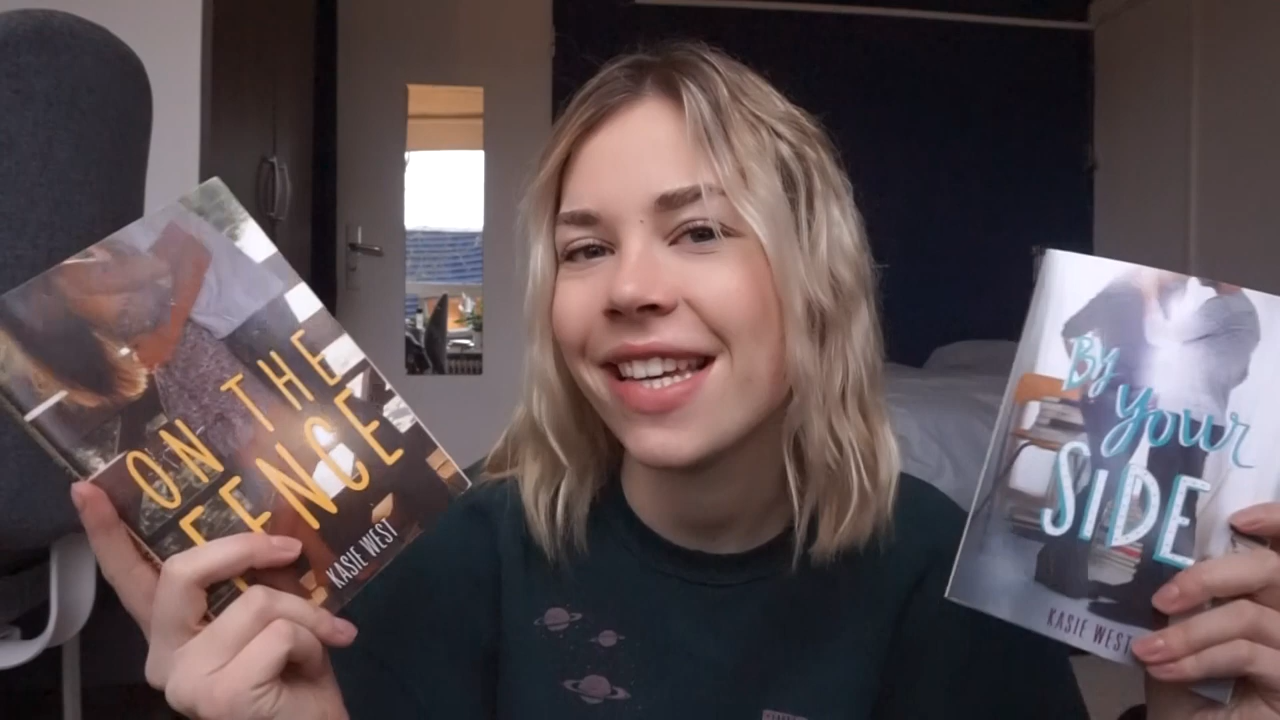 ON THE
FENCE
KASIE WEST
By
your
SIDE
KASIE WEST